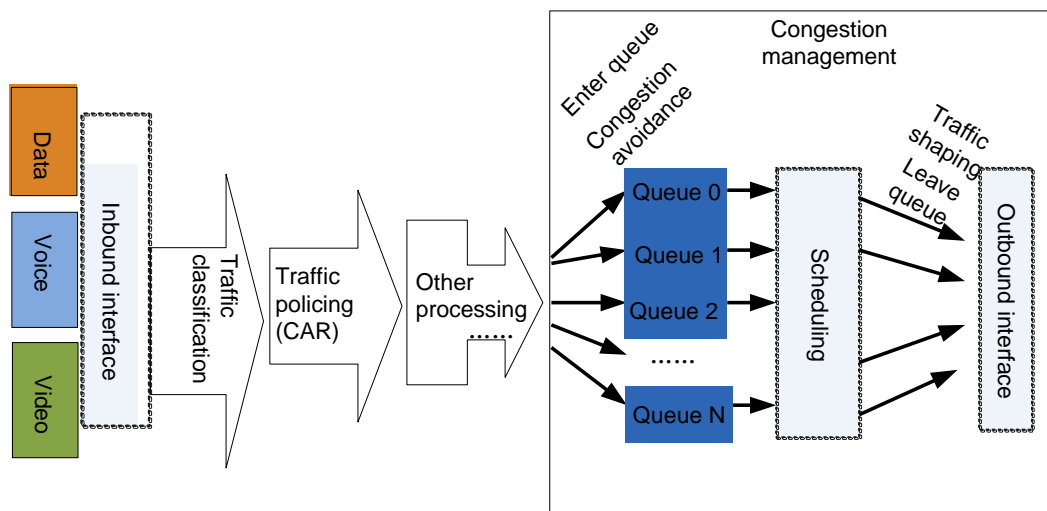 Data
Voice
Video
Inbound interface
Traffic
classification
Traffic
policing
(CAR)
Other
processing
......
Congestion
management
Enter queue
Congestion
avoidance
Queue 0
Queue 1
Queue 2
......
Queue N
Scheduling
Traffic
shaping
Leave
queue
Outbound interface